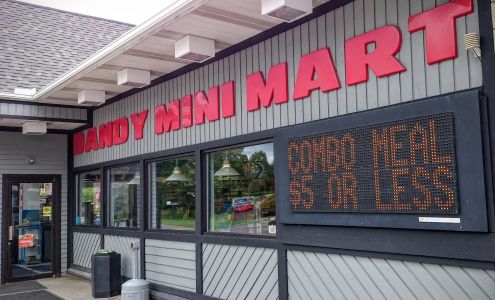 DANDY MINI MART
COMBO MEAL
$5 OR LESS